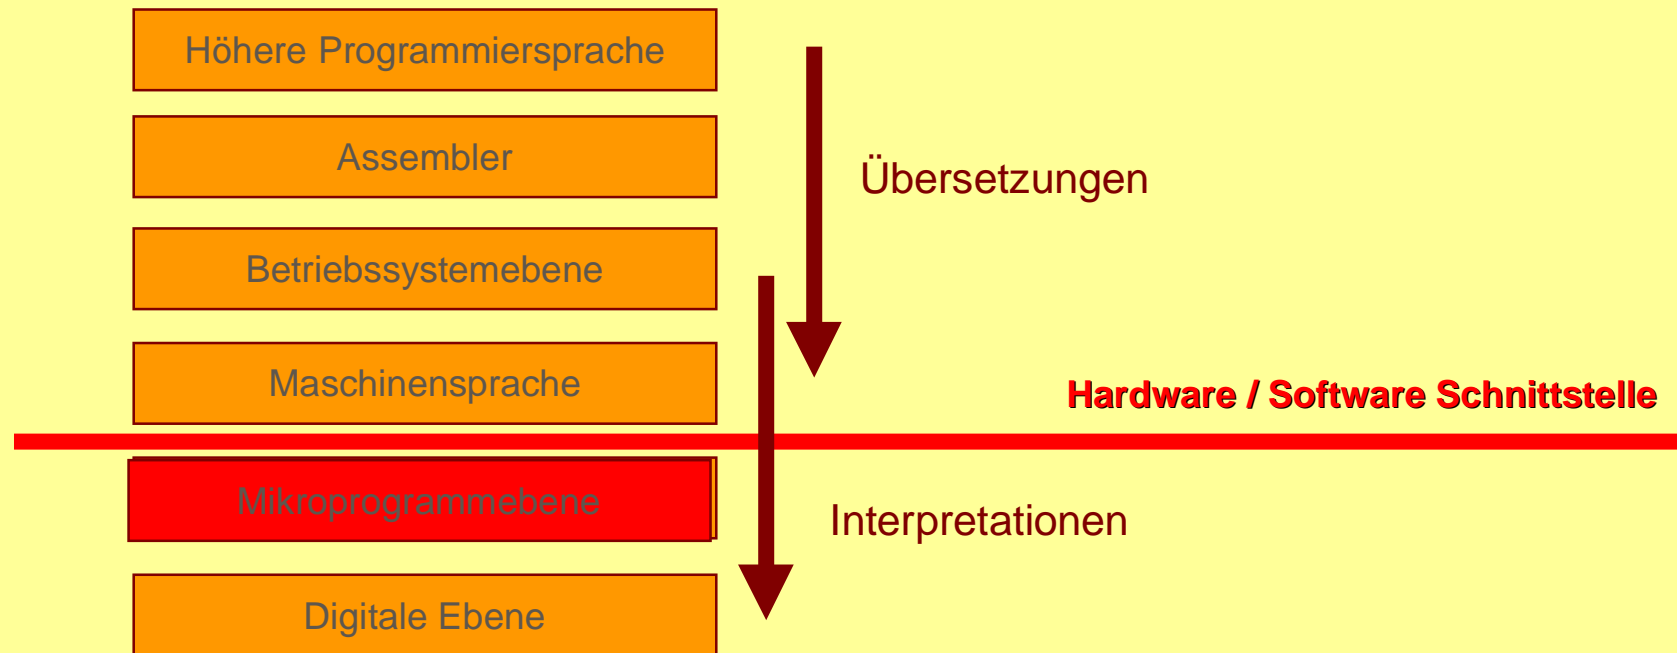 Höhere Programmiersprache
Assembler
Übersetzungen
Betriebssystemebene
Maschinensprache
Hardware / Software Schnittstelle
Mikroprogrammebene
Interpretationen
Digitale Ebene